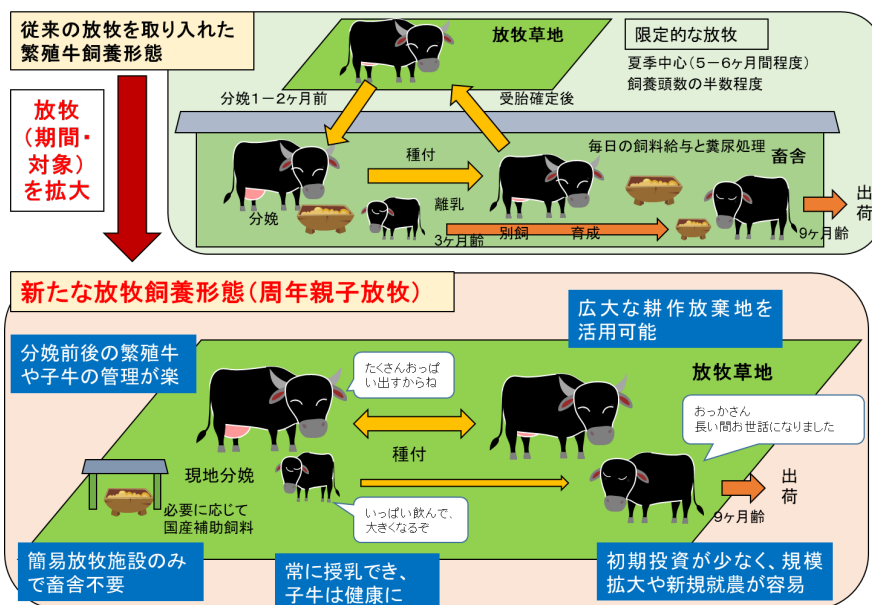 従来の放牧を取り入れた
繁殖牛飼養形態
放牧
(期間・
対象)
を拡大
放牧草地
限定的な放牧
夏季中心(5-6ヶ月間程度)
飼養頭数の半数程度
分娩1-2ヶ月前
受胎確定後
毎日の飼料給与と糞尿処理
畜舎
種付
分娩
離乳
3ヶ月齢
別飼
育成
9ヶ月齢
出荷
新たな放牧飼養形態(周年親子放牧)
広大な耕作放棄地を
活用可能
分娩前後の繁殖牛
や子牛の管理が楽
たくさんおっぱ
い出すからね
放牧草地
おっかさん
長い間お世話になりました
種付
現地分娩
必要に応じて
国産補助飼料
いっぱい飲んで、
大きくなるぞ
出荷
9ヶ月齢
簡易放牧施設のみ
で畜舎不要
常に授乳でき、
子牛は健康に
初期投資が少なく、規模
拡大や新規就農が容易